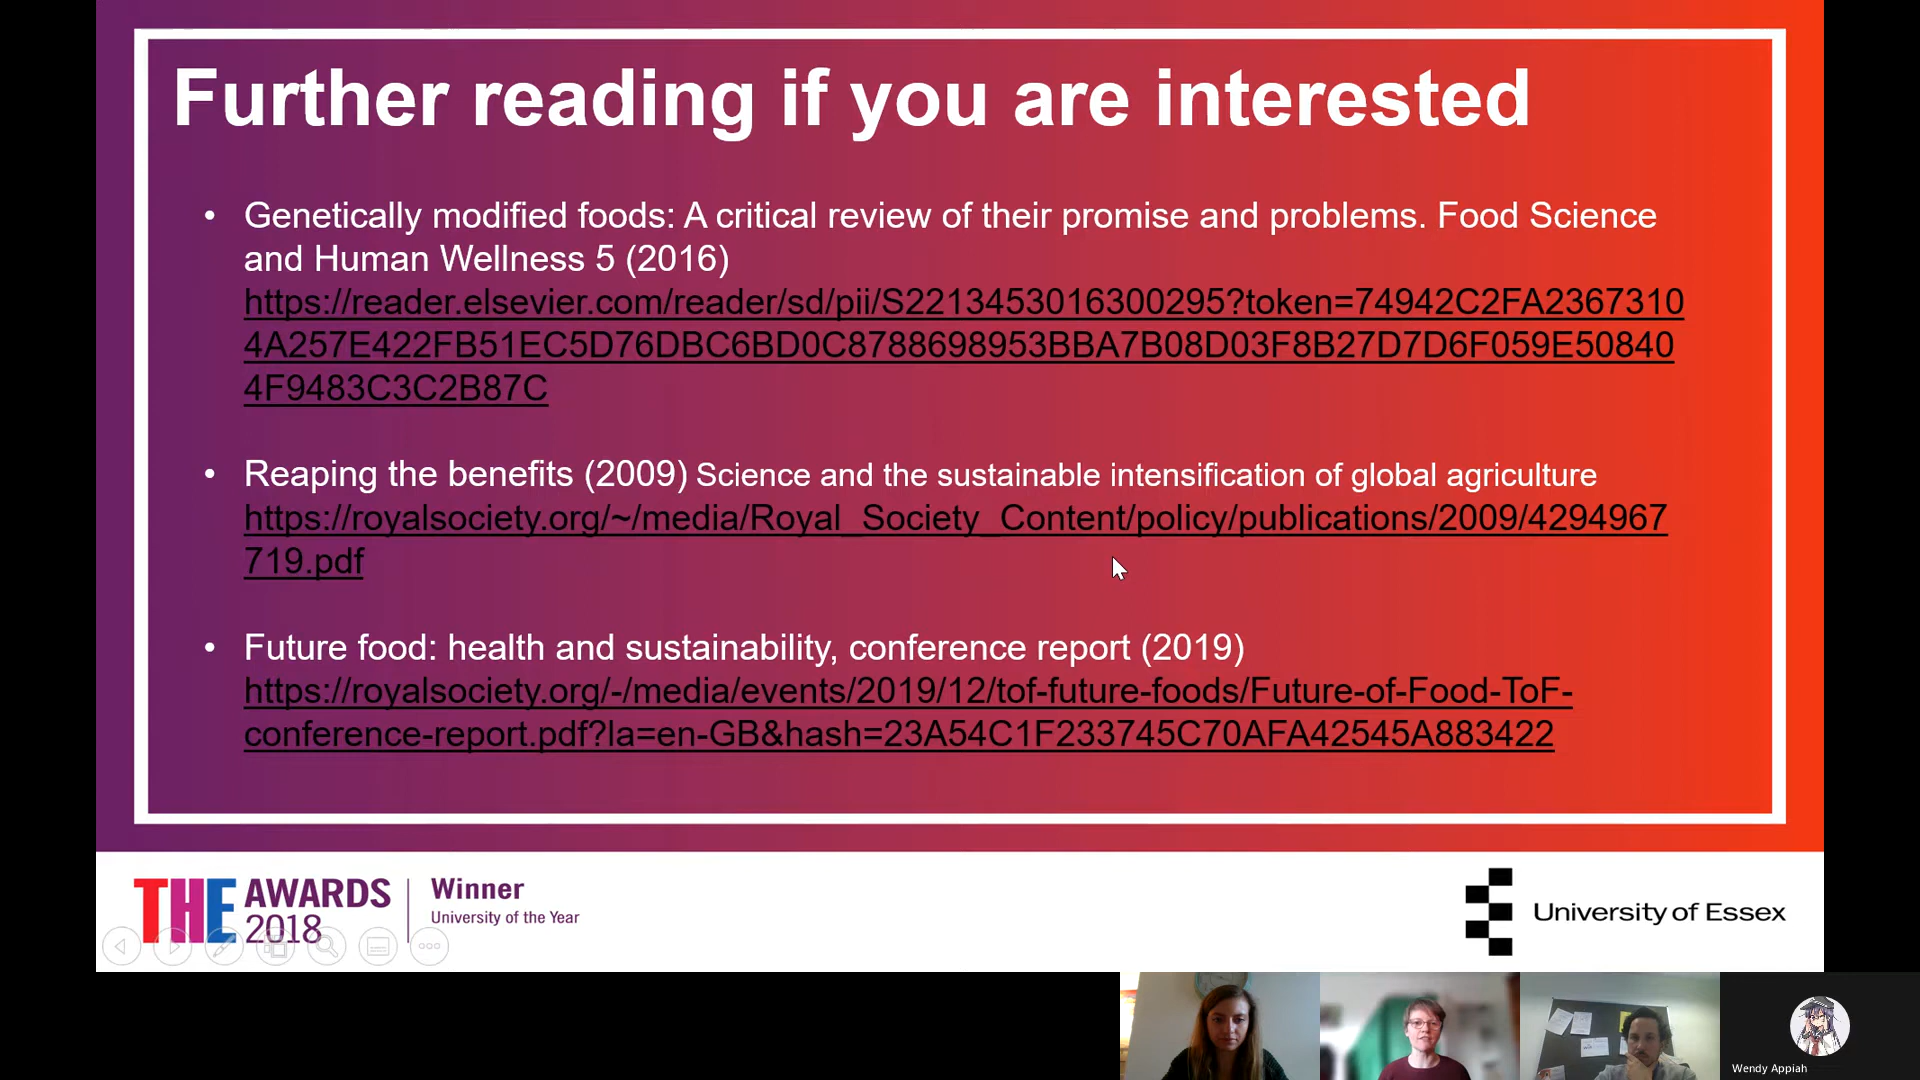 Further reading if you are interested
• Genetically modified foods: A critical review of their promise and problems. Food Science
and Human Wellness 5 (2016)
https://reader.elsevier.com/reader/sd/pii/S2213453016300295?token=74942C2FA2367310
4A257E422FB51EC5D76DBC6BD0C8788698953BBA7B08D03F8B27D7D6F059E50840
4F9483C3C2B87C
• Reaping the benefits (2009) Science and the sustainable intensification of global agriculture
https://royalsociety.org/~/media/Royal_Society_Content/policy/publications/2009/4294967
719.pdf
• Future food: health and sustainability, conference report (2019)
https://royalsociety.org/-/media/events/2019/12/tof-future-foods/Future-of-Food-ToF-
conference-report.pdf?la=en-GB&hash=23A54C1F233745C70AFA42545A883422
THE AWARDS 2018
Winner
University of the Year
University of Essex
Wendy Appiah